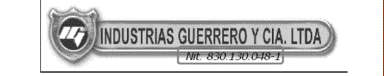 INDUSTRIAS GUERRERO Y CIA. LTDA
Nit. 830.130.048-1